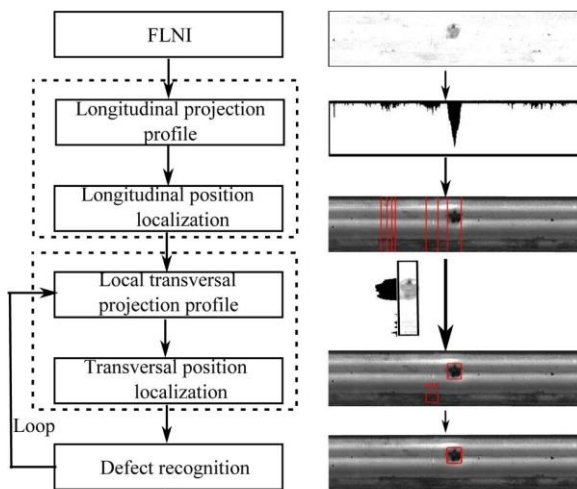 FLNI
Longitudinal projection
profile
Longitudinal position
localization
Local transversal
projection profile
Transversal position
localization
Loop
Defect recognition